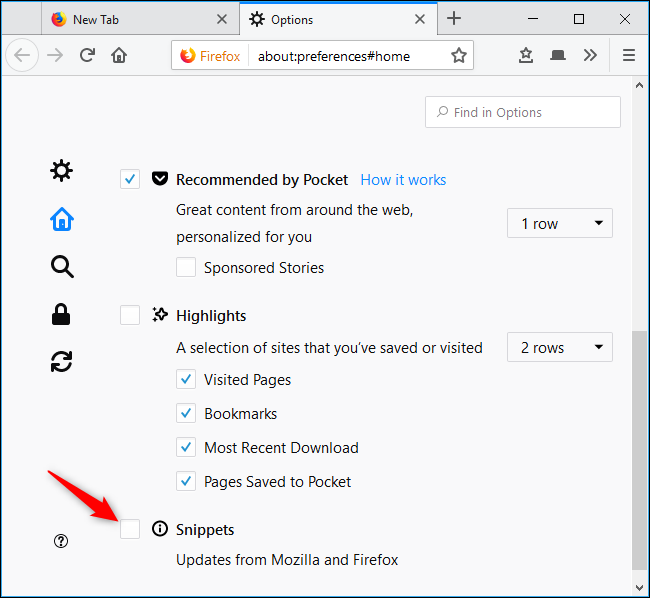 New Tab
Options
Firefox
about:preferences#home
Find in Options
Recommended by Pocket How it works
Great content from around the web,
personalized for you
1 row
Sponsored Stories
Highlights
A selection of sites that you’ve saved or visited
2 rows
Visited Pages
Bookmarks
Most Recent Download
Pages Saved to Pocket
Snippets
Updates from Mozilla and Firefox